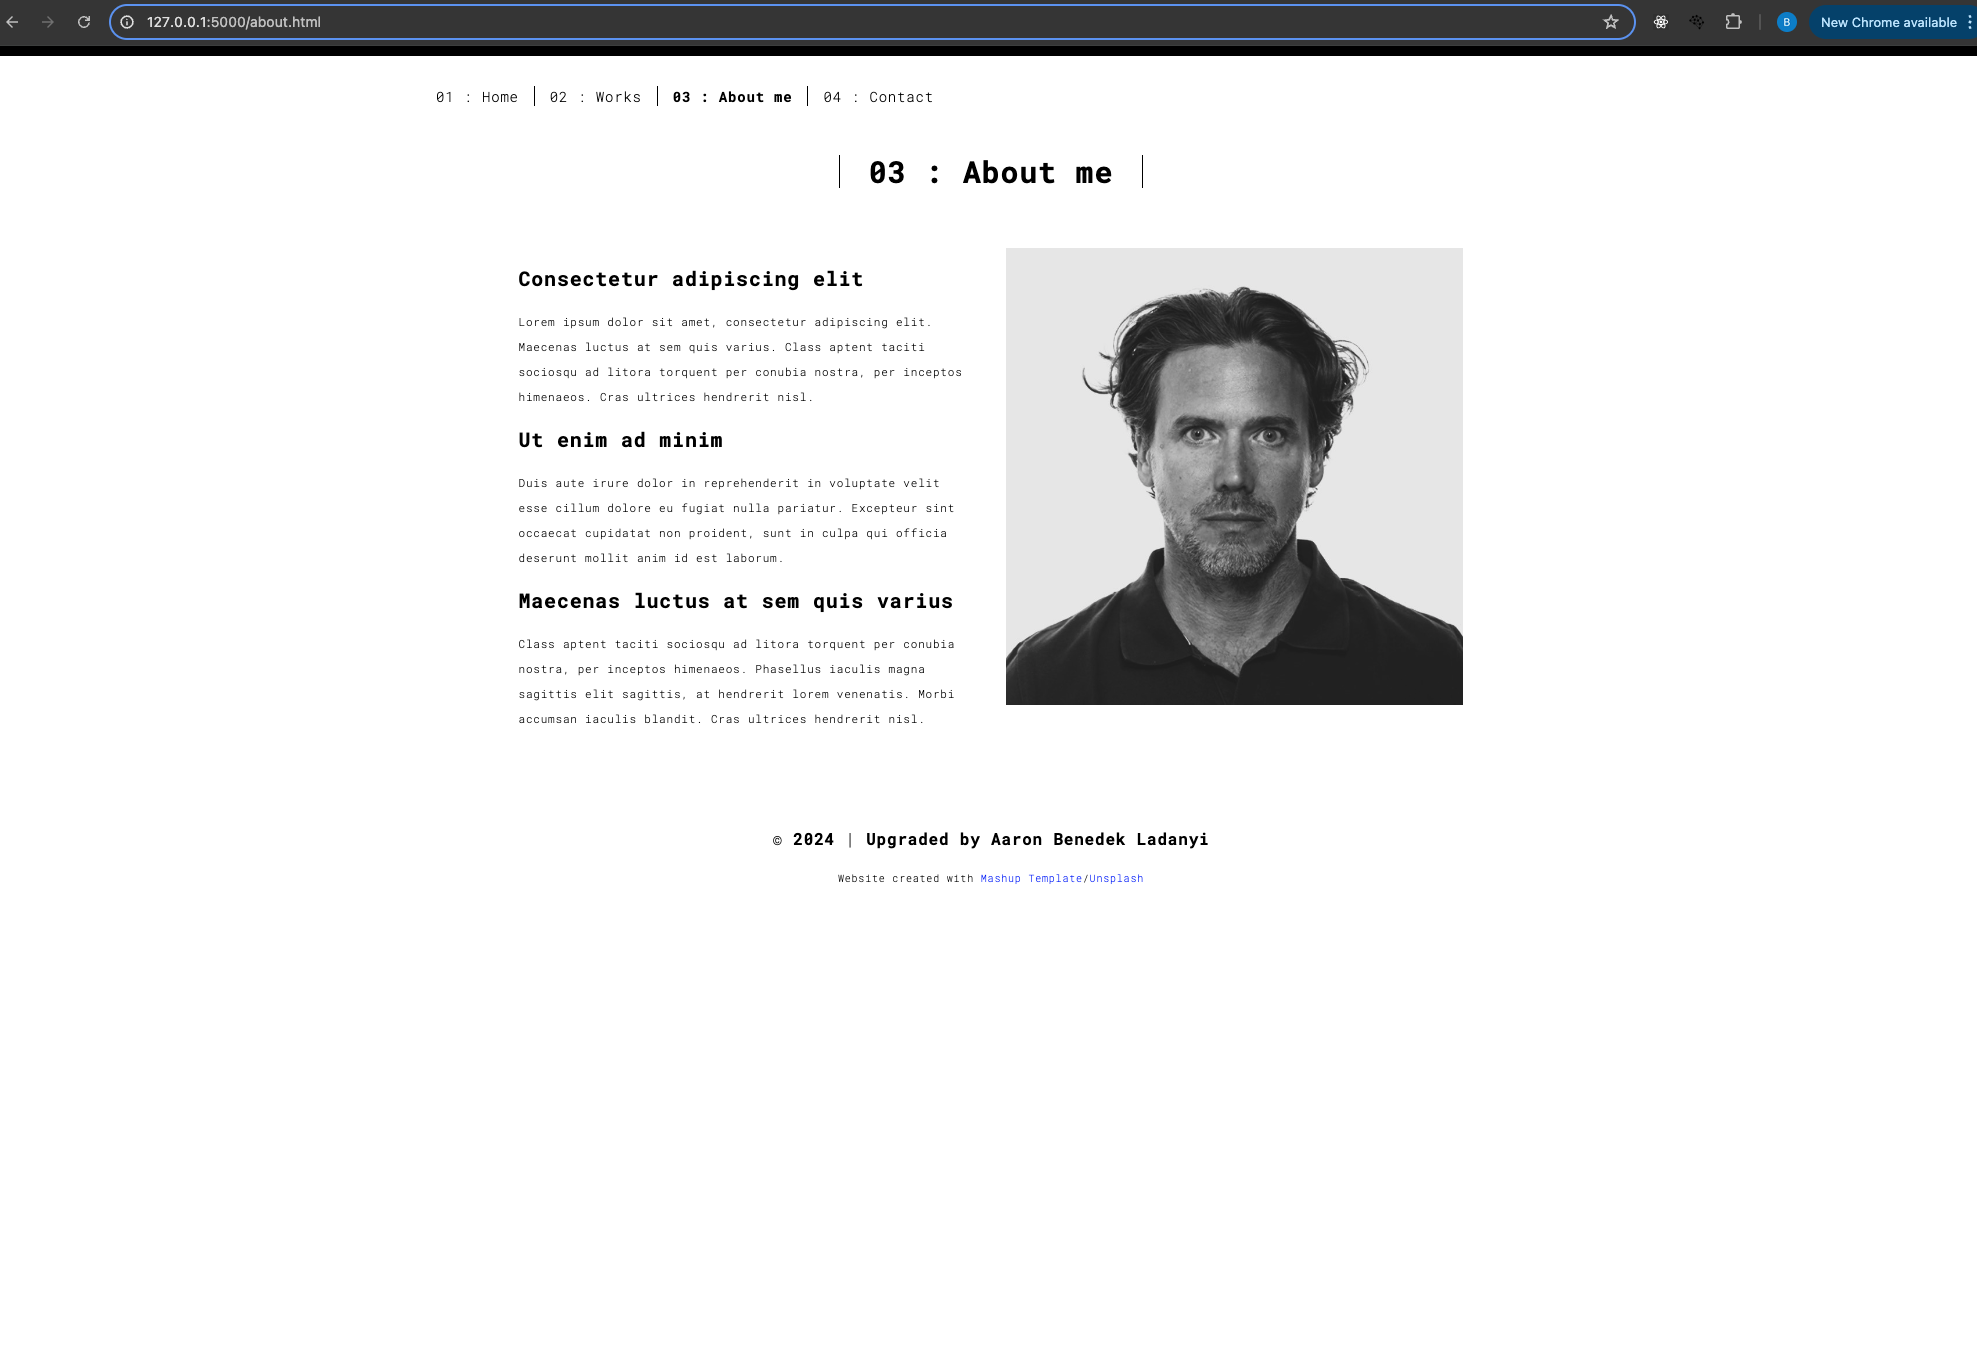 127.0.0.1:5000/about.html
B
New Chrome available
01 : Home
02 : Works
03 : About me
04 : Contact
03 : About me
Consectetur adipiscing elit
Lorem ipsum dolor sit amet, consectetur adipiscing elit.
Maecenas luctus at sem quis varius. Class aptent taciti
sociosqu ad litora torquent per conubia nostra, per inceptos
himenaeos. Cras ultrices hendrerit nisl.
Ut enim ad minim
Duis aute irure dolor in reprehenderit in voluptate velit
esse cillum dolore eu fugiat nulla pariatur. Excepteur sint
occaecat cupidatat non proident, sunt in culpa qui officia
deserunt mollit anim id est laborum.
Maecenas luctus at sem quis varius
Class aptent taciti sociosqu ad litora torquent per conubia
nostra, per inceptos himenaeos. Phasellus iaculis magna
sagittis elit sagittis, at hendrerit lorem venenatis. Morbi
accumsan iaculis blandit. Cras ultrices hendrerit nisl.
© 2024 | Upgraded by Aaron Benedek Ladanyi
Website created with Mashup Template/Unsplash